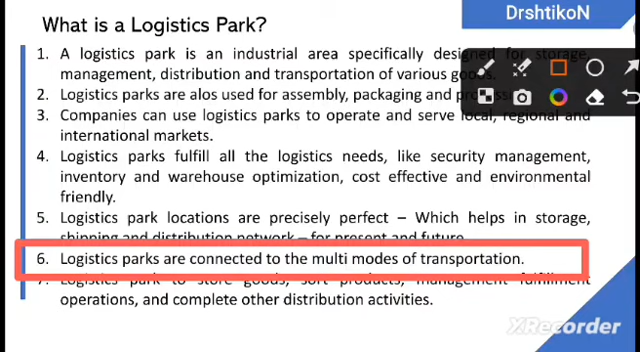 DrshtikoN
What is a Logistics Park?
1. A logistics park is an industrial area specifically designed for storage,
management, distribution and transportation of various goods.
2. Logistics parks are alos used for assembly, packaging and
3. Companies can use logistics parks to operate and serve local, regional and
international markets.
4. Logistics parks fulfill all the logistics needs, like security management,
inventory and warehouse optimization, cost effective and environmental
friendly.
5. Logistics park locations are precisely perfect – Which helps in storage,
shipping and distribution network – for present and future.
6. Logistics parks are connected to the multi modes of transportation.
7. Logistics park to store goods, sort products, management fulfillment
operations, and complete other distribution activities.
XRecorder